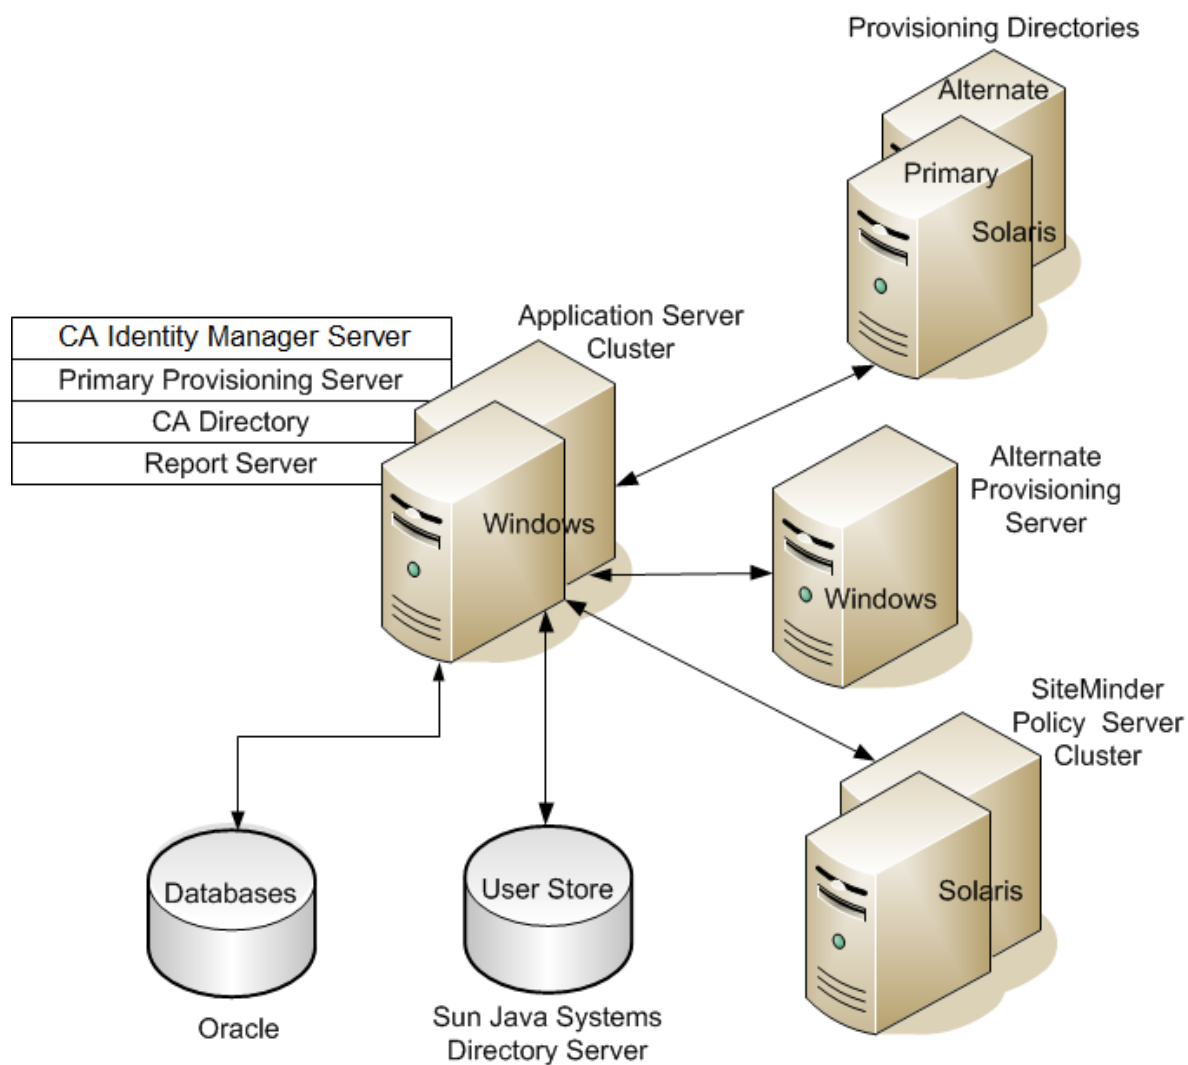 Provisioning Directories
Alternate
Primary
Solaris
Application Server
Cluster
CA Identity Manager Server
Primary Provisioning Server
CA Directory
Report Server
Windows
Alternate
Provisioning
Server
Windows
SiteMinder
Policy Server
Cluster
Solaris
Databases
Oracle
User Store
Sun Java Systems
Directory Server